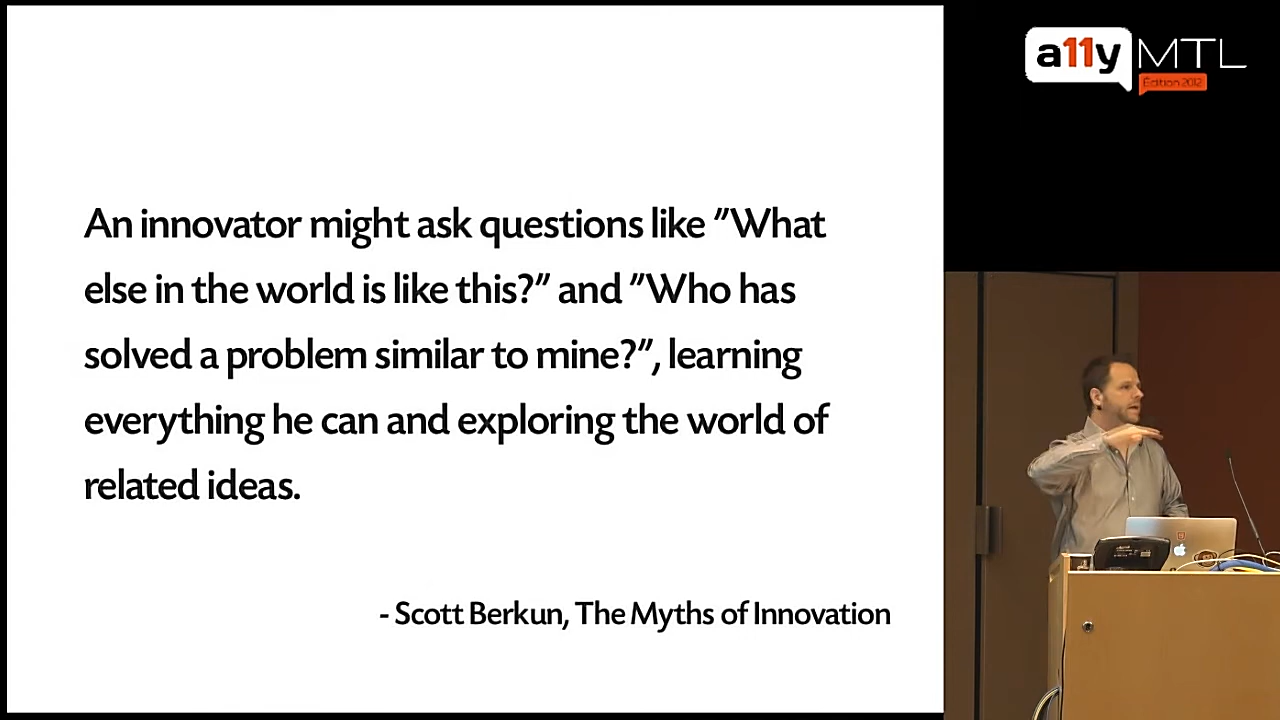 An innovator might ask questions like "What
else in the world is like this?" and "Who has
solved a problem similar to mine?", learning
everything he can and exploring the world of
related ideas.
- Scott Berkun, The Myths of Innovation
a11y MTL
Édition 2012